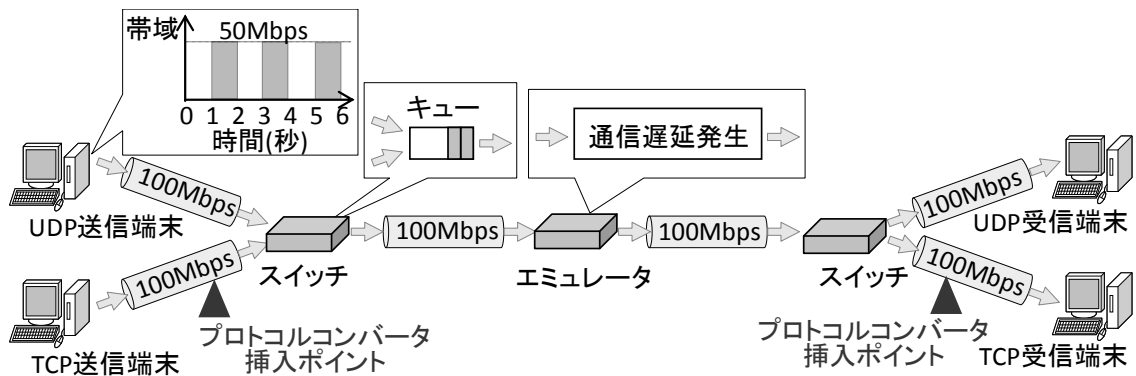 帯域
50Mbps
0 1 2 3 4 5 6
時間(秒)
キュー
通信遅延発生
100Mbps
UDP送信端末
100Mbps
スイッチ
100Mbps
エミュレータ
100Mbps
スイッチ
100Mbps
UDP受信端末
100Mbps
プロトコルコンバータ
挿入ポイント
プロトコルコンバータ
挿入ポイント
TCP送信端末
TCP受信端末